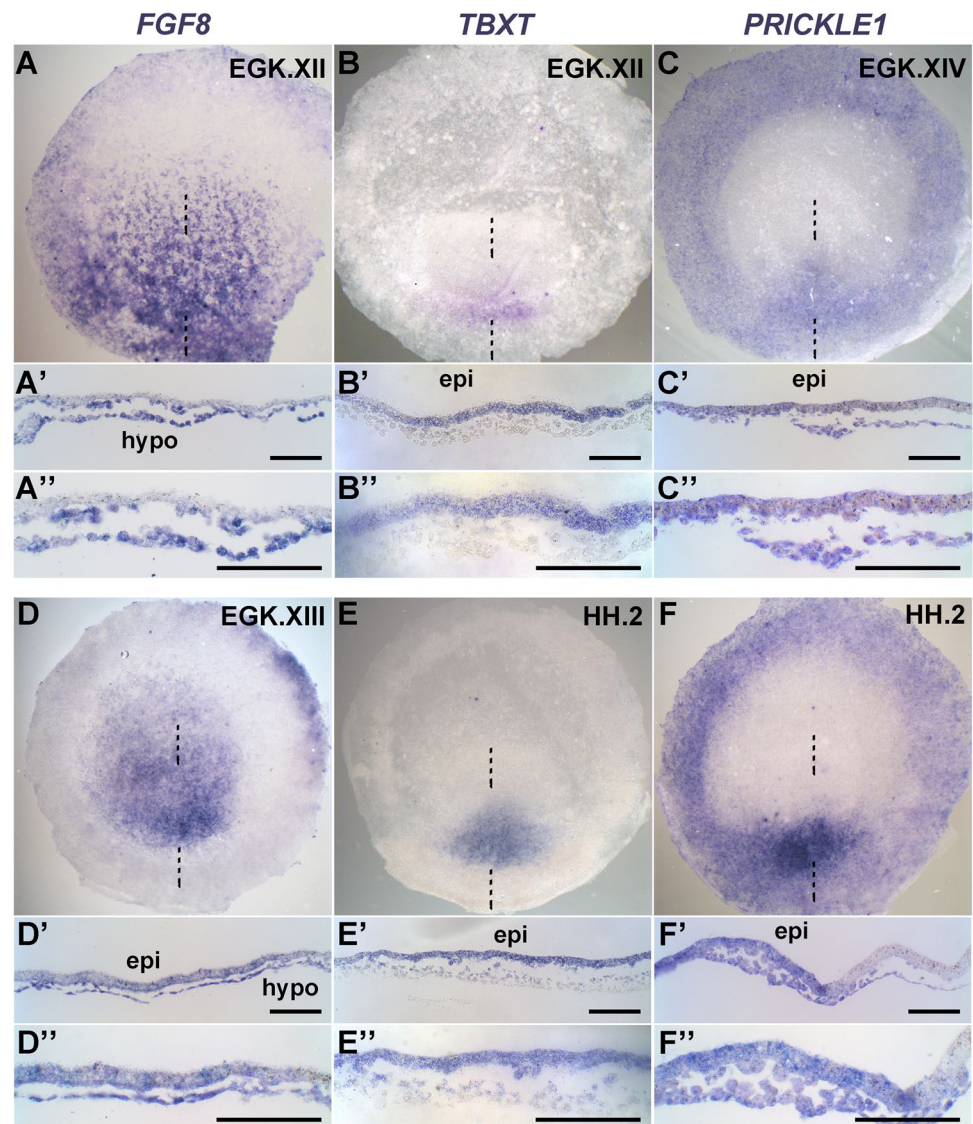 FGF8 TBXT PRICKLE1
A EGK.XII B EGK.XII C EGK.XIV
A’ hypo B’ epi C’ epi
A’’ B’’ C’’
D EGK.XIII E HH.2 F HH.2
D’ epi hypo E’ epi F’ epi
D’’ E’’ F’’